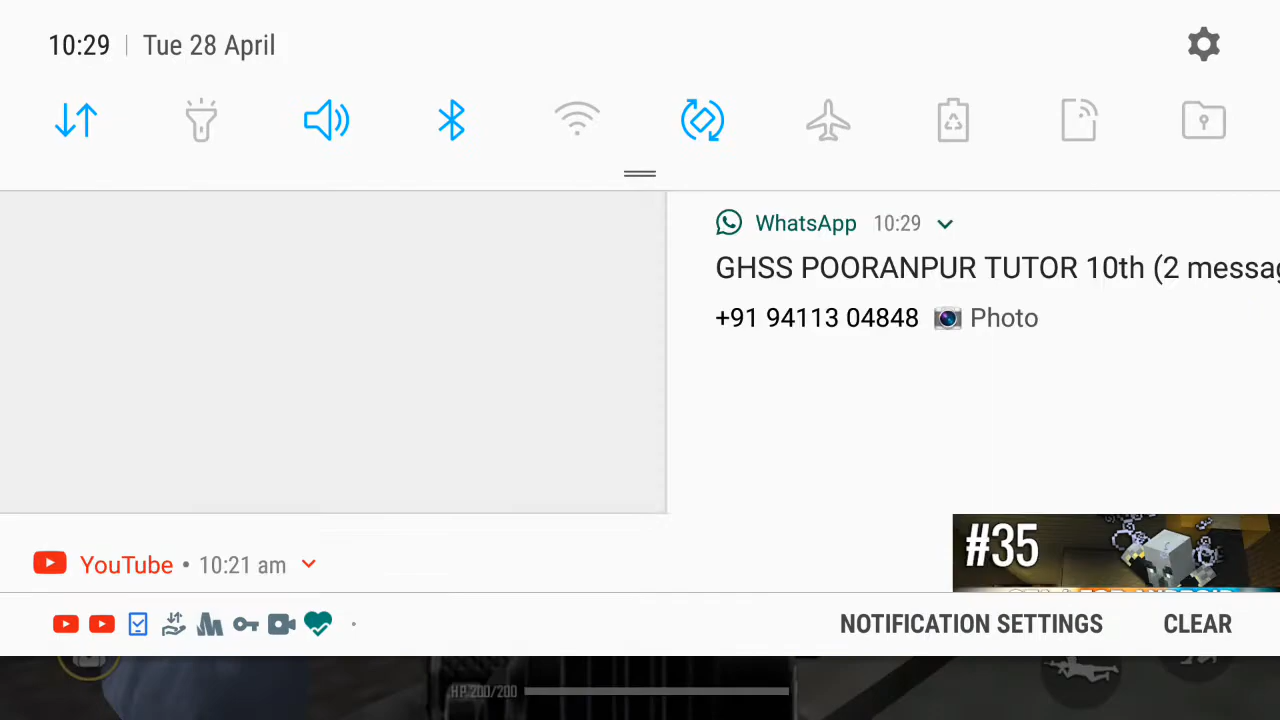 10:29 | Tue 28 April
WhatsApp 10:29
GHSS POORANPUR TUTOR 10th (2 messag
+91 94113 04848 Photo
YouTube • 10:21 am
#35
NOTIFICATION SETTINGS CLEAR
HP 200/200